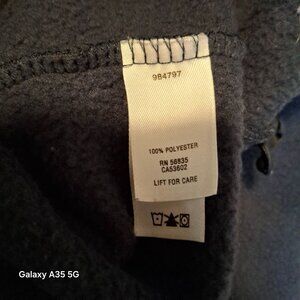 984797
100% POLYESTER
RN 56835
CA53602
LIFT FOR CARE
Galaxy A35 5G